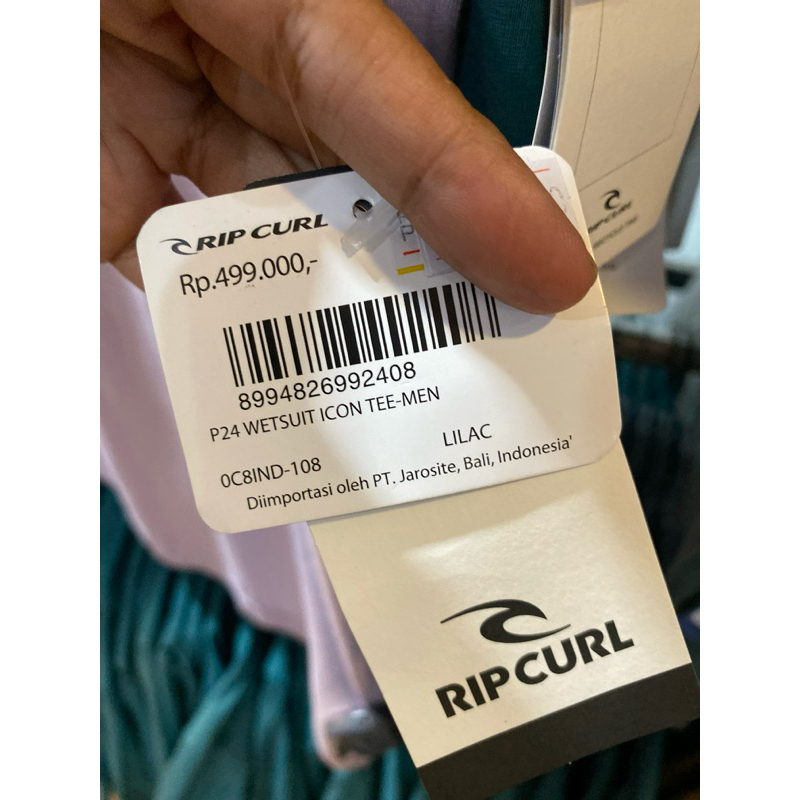 RIP CURL
Rp.499.000,-
8994826992408
P24 WETSUIT ICON TEE-MEN
LILAC
0C8IND-108
Diimportasi oleh PT. Jarosite, Bali, Indonesia'
RIP CURL